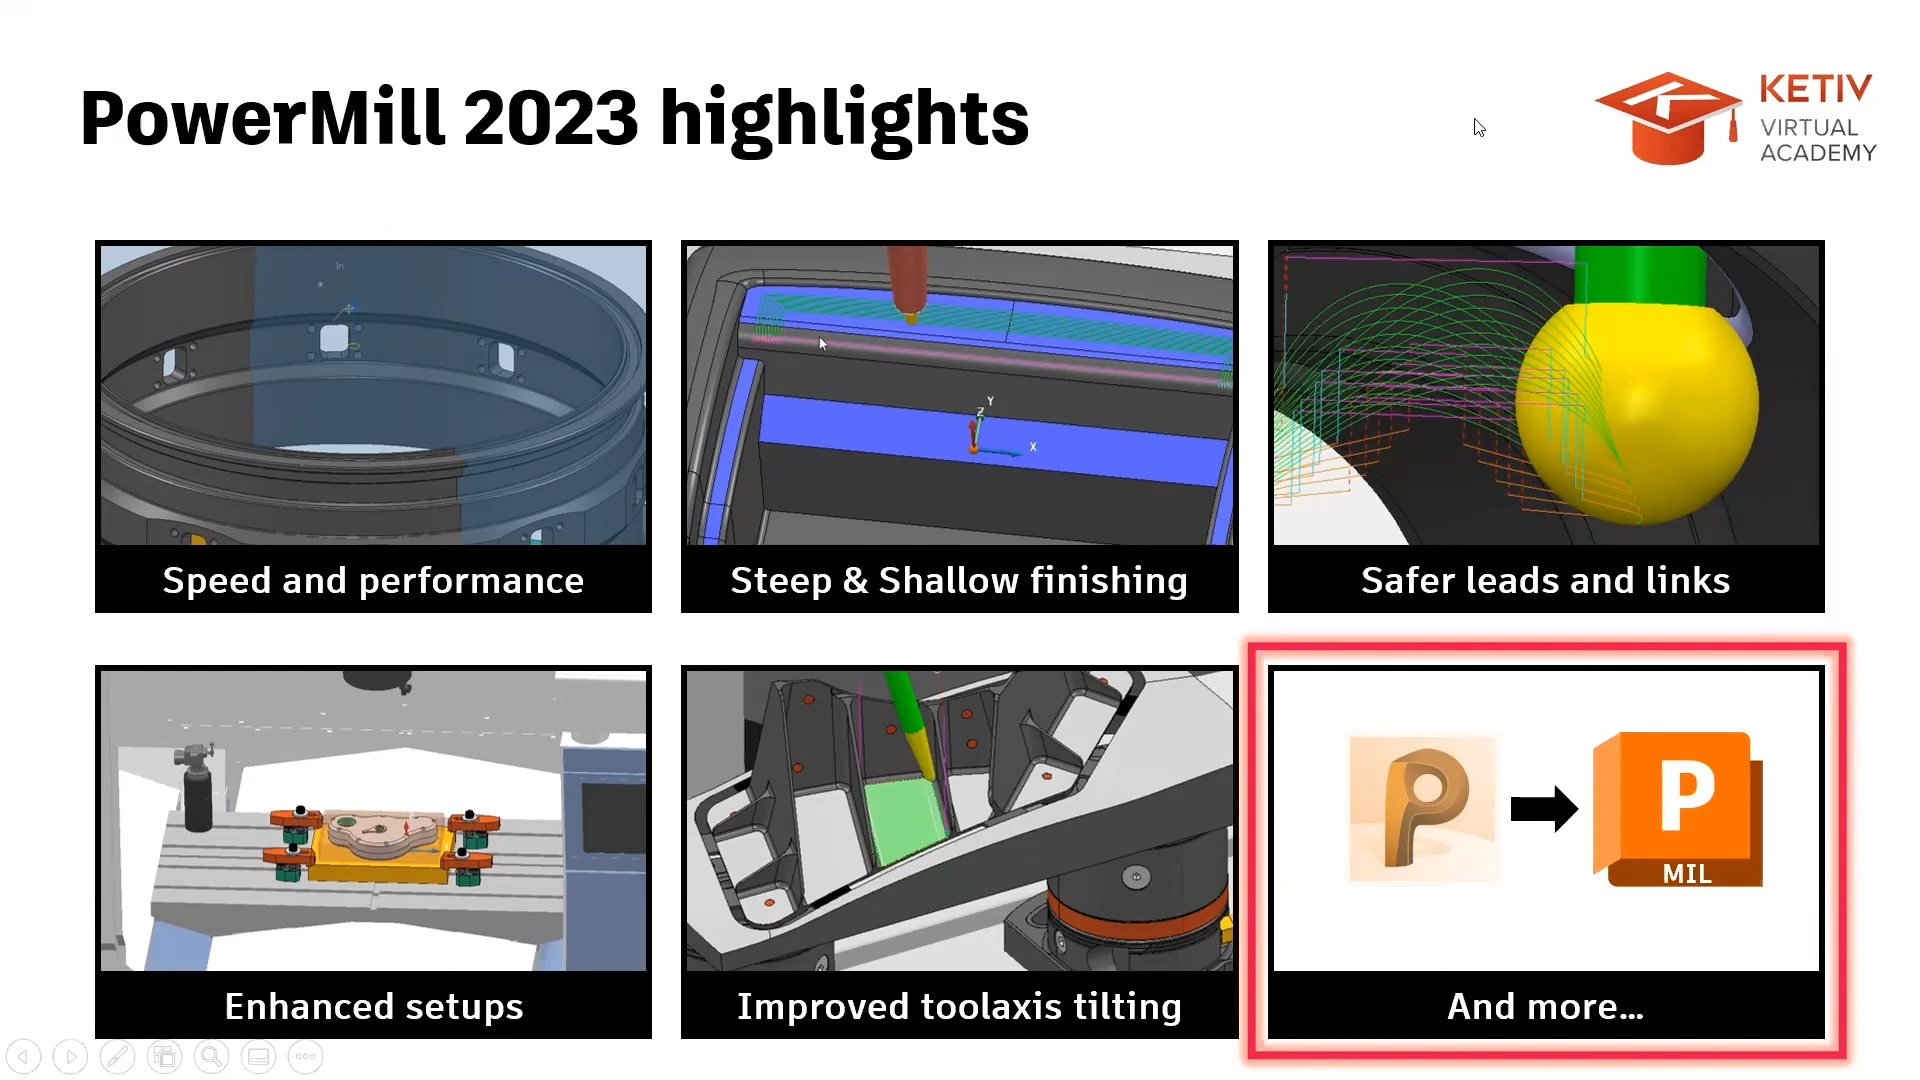 PowerMill 2023 highlights
KETIV
VIRTUAL
ACADEMY
In
Speed and performance
Y
Z
X
Steep & Shallow finishing
Safer leads and links
Enhanced setups
Improved toolaxis tilting
P
P
MIL
And more...